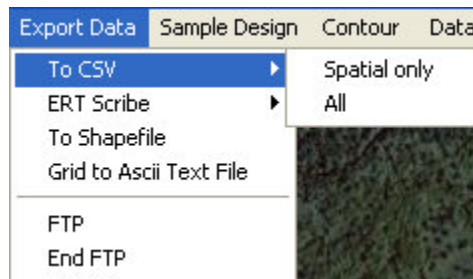 Export Data Sample Design Contour
To CSV
ERT Scribe
To Shapefile
Grid to Ascii Text File
FTP
End FTP
Spatial only
All